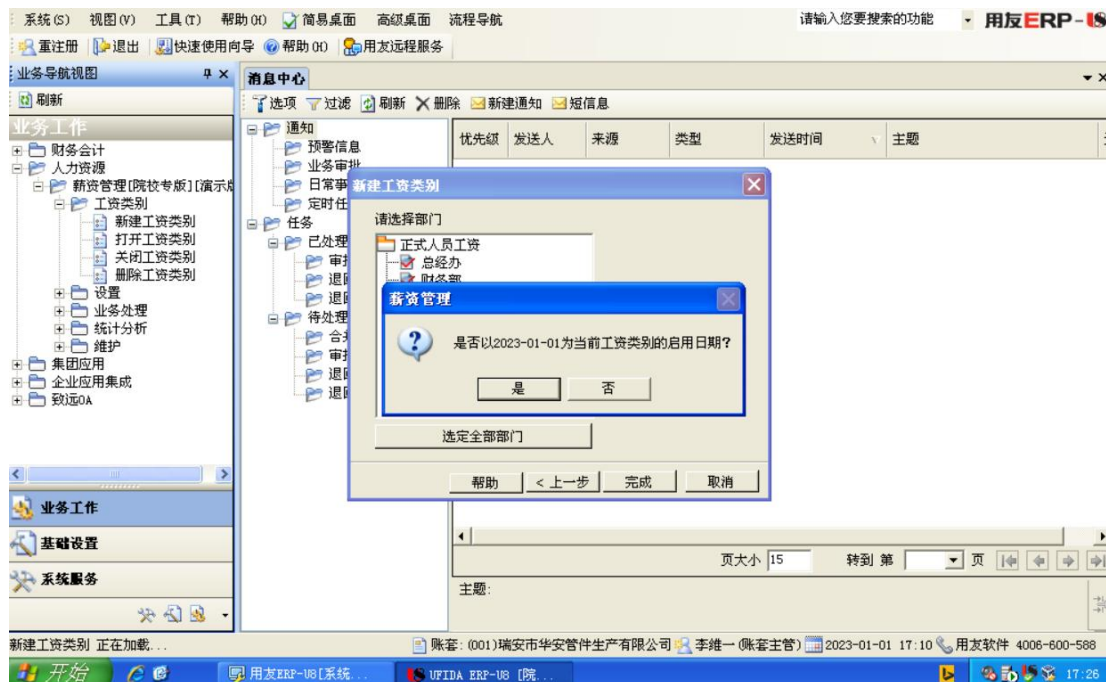 系统(S) 视图(V) 工具(T) 帮助(H) 简易桌面 高级桌面 流程导航 请输入您要搜索的功能 用友ERP-U8
重注册 退出 快速使用向导 帮助(H) 用友远程服务
业务导航视图
刷新
业务工作
财务会计
人力资源
薪资管理[院校专版][演示版
工资类别
新建工资类别
打开工资类别
关闭工资类别
删除工资类别
设置
业务处理
统计分析
维护
集团应用
企业应用集成
致远OA
业务工作
基础设置
系统服务
消息中心
选项 过滤 刷新 删除 新建通知 短信息
通知
预警信息
业务审批
日常事
定时任
任务
已处理
审批
退回
退回
待处理
合并
审批
退回
退回
优先级 发送人 来源 类型 发送时间 主题
新建工资类别
请选择部门
正式人员工资
总经办
财务部
薪资管理
是否以2023-01-01为当前工资类别的启用日期?
是 否
选定全部部门
帮助 <上一步 完成 取消
页大小 15 转到 第 页
主题:
新建工资类别 正在加载... 账套: (001)瑞安市华安管件生产有限公司 李维一 (账套主管) 2023-01-01 17:10 用友软件 4006-600-588
开始 用友ERP-U8[系统... UFIDA ERP-U8 [院... 17:26